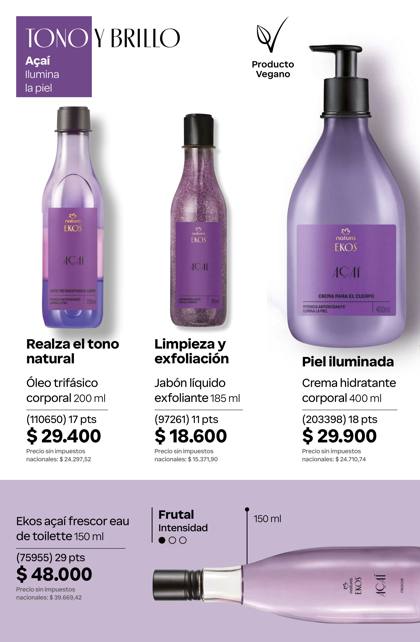 TONO Y BRILLO
Açaí
Ilumina
la piel
Producto
Vegano
natura
EKOS
AÇAÍ
natura
EKOS
AÇAÍ
natura
EKOS
AÇAÍ
CREMA PARA EL CUERPO
400ml
Realza el tono
natural
Óleo trifásico
corporal 200 ml
(110650) 17 pts
$ 29.400
Precio sin impuestos
nacionales: $ 24.297,52
Limpieza y
exfoliación
Jabón líquido
exfoliante 185 ml
(97261) 11 pts
$ 18.600
Precio sin impuestos
nacionales: $ 15.371,90
Piel iluminada
Crema hidratante
corporal 400 ml
(203398) 18 pts
$ 29.900
Precio sin impuestos
nacionales: $ 24.710,74
Ekos açaí frescor eau
de toilette 150 ml
(75955) 29 pts
$ 48.000
Precio sin impuestos
nacionales: $ 39.669,42
Frutal
Intensidad
150 ml
natura
EKOS
AÇAÍ